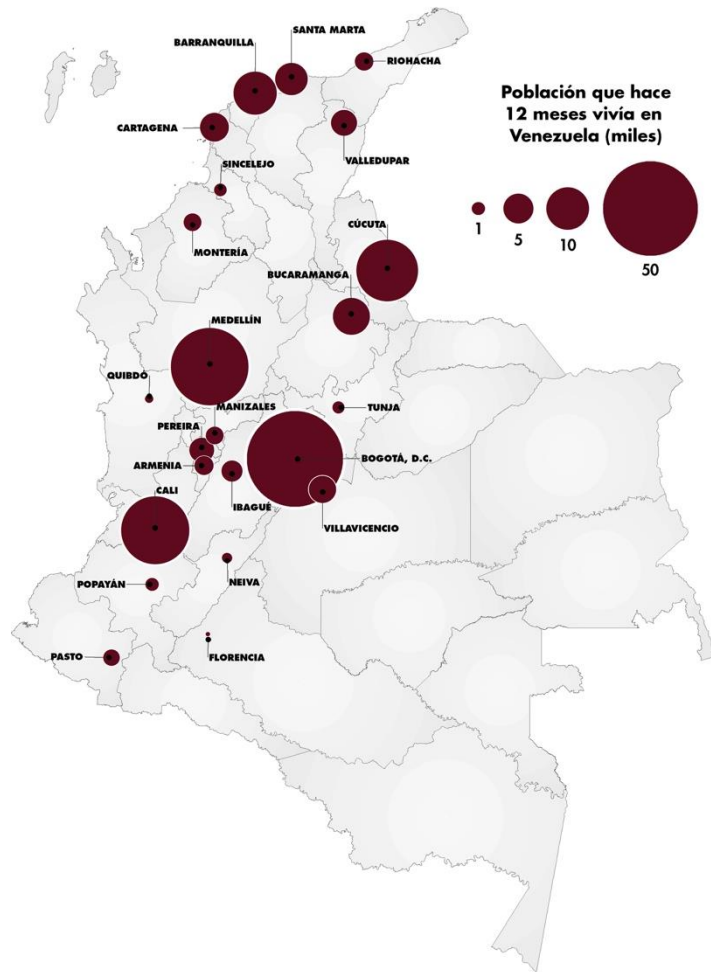 SANTA MARTA
BARRANQUILLA
RIOHACHA
Población que hace
12 meses vivía en
Venezuela (miles)
CARTAGENA
VALLEDUPAR
SINCELEJO
1
5
10
50
MONTERÍA
CÚCUTA
BUCARAMANGA
MEDELLÍN
QUIBDÓ
MANIZALES
TUNJA
PEREIRA
ARMENIA
BOGOTÁ, D.C.
CALI
IBAGUÉ
VILLAVICENCIO
POPAYÁN
NEIVA
PASTO
FLORENCIA